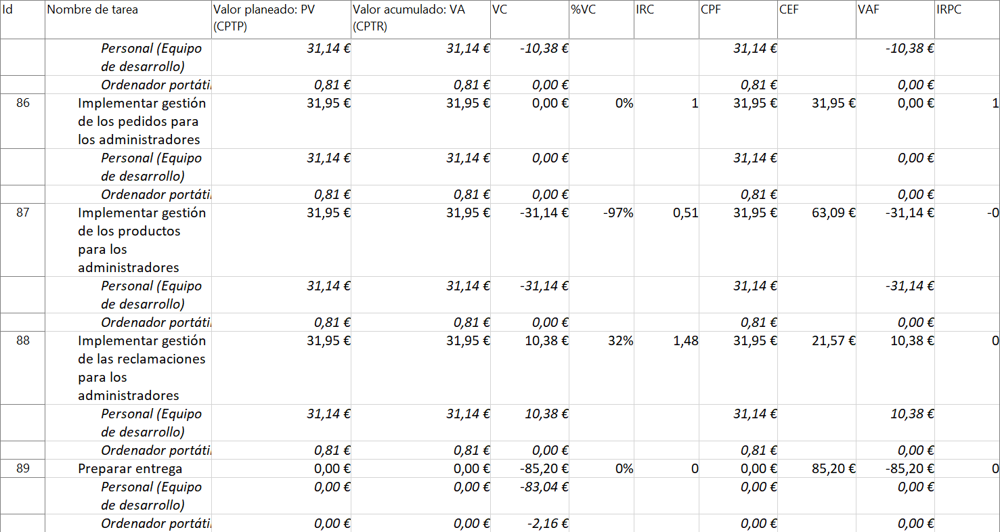 Id Nombre de tarea Valor planeado: PV Valor acumulado: VA VC %VC IRC CPF CEF VAF IRPC
(CPTP) (CPTR)
Personal (Equipo 31,14 € 31,14 € -10,38 € 31,14 € -10,38 €
de desarrollo)
Ordenador portáti 0,81 € 0,81 € 0,00 € 0,81 € 0,00 €
86 Implementar gestión 31,95 € 31,95 € 0,00 € 0% 1 31,95 € 31,95 € 0,00 € 1
de los pedidos para
los administradores
Personal (Equipo 31,14 € 31,14 € 0,00 € 31,14 € 0,00 €
de desarrollo)
Ordenador portáti 0,81 € 0,81 € 0,00 € 0,81 € 0,00 €
87 Implementar gestión 31,95 € 31,95 € -31,14 € -97% 0,51 31,95 € 63,09 € -31,14 € -0
de los productos
para los
administradores
Personal (Equipo 31,14 € 31,14 € -31,14 € 31,14 € -31,14 €
de desarrollo)
Ordenador portáti 0,81 € 0,81 € 0,00 € 0,81 € 0,00 €
88 Implementar gestión 31,95 € 31,95 € 10,38 € 32% 1,48 31,95 € 21,57 € 10,38 € 0
de las reclamaciones
para los
administradores
Personal (Equipo 31,14 € 31,14 € 10,38 € 31,14 € 10,38 €
de desarrollo)
Ordenador portáti 0,81 € 0,81 € 0,00 € 0,81 € 0,00 €
89 Preparar entrega 0,00 € 0,00 € -85,20 € 0% 0 0,00 € 85,20 € -85,20 € 0
Personal (Equipo 0,00 € 0,00 € -83,04 € 0,00 € 0,00 €
de desarrollo)
Ordenador portáti 0,00 € 0,00 € -2,16 € 0,00 € 0,00 €